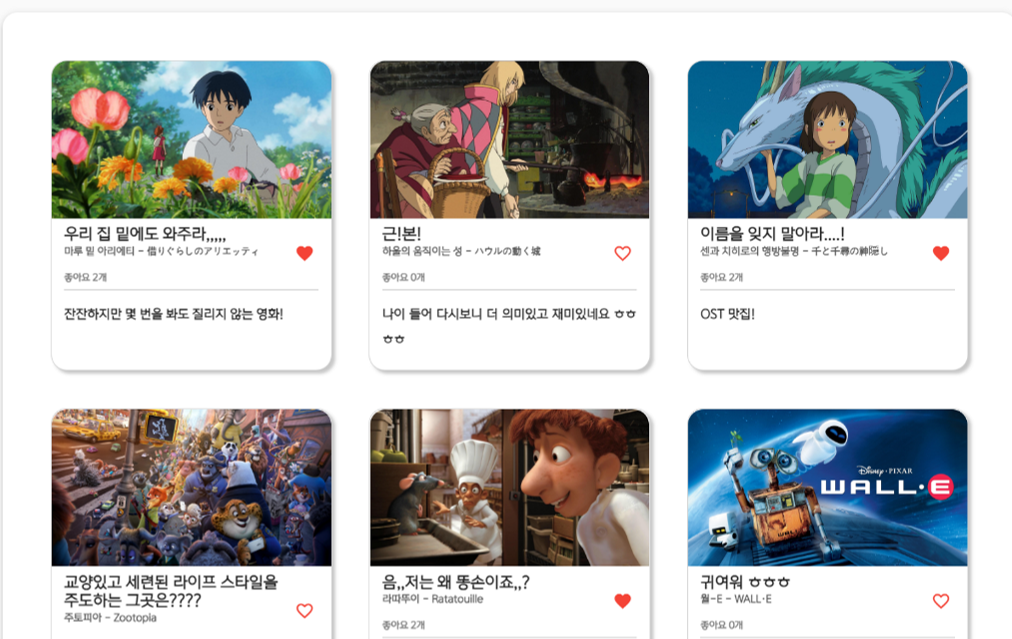 우리 집 밑에도 와주라,,,,,
마루 밑 아리에티 - 借りぐらしのアリエッティ
좋아요 2개
잔잔하지만 몇 번을 봐도 질리지 않는 영화!
근!본!
하울의 움직이는 성 - ハウルの動く城
좋아요 0개
나이 들어 다시보니 더 의미있고 재미있네요 ㅎㅎ
ㅎㅎ
이름을 잊지 말아라....!
센과 치히로의 행방불명 - 千と千尋の神隠し
좋아요 2개
OST 맛집!
교양있고 세련된 라이프 스타일을
주도하는 그곳은????
주토피아 - Zootopia
음,,저는 왜 똥손이죠,,?
라따뚜이 - Ratatouille
좋아요 2개
Disney · PIXAR
WALL·E
귀여워 ㅎㅎㅎ
월-E - WALL·E
좋아요 0개